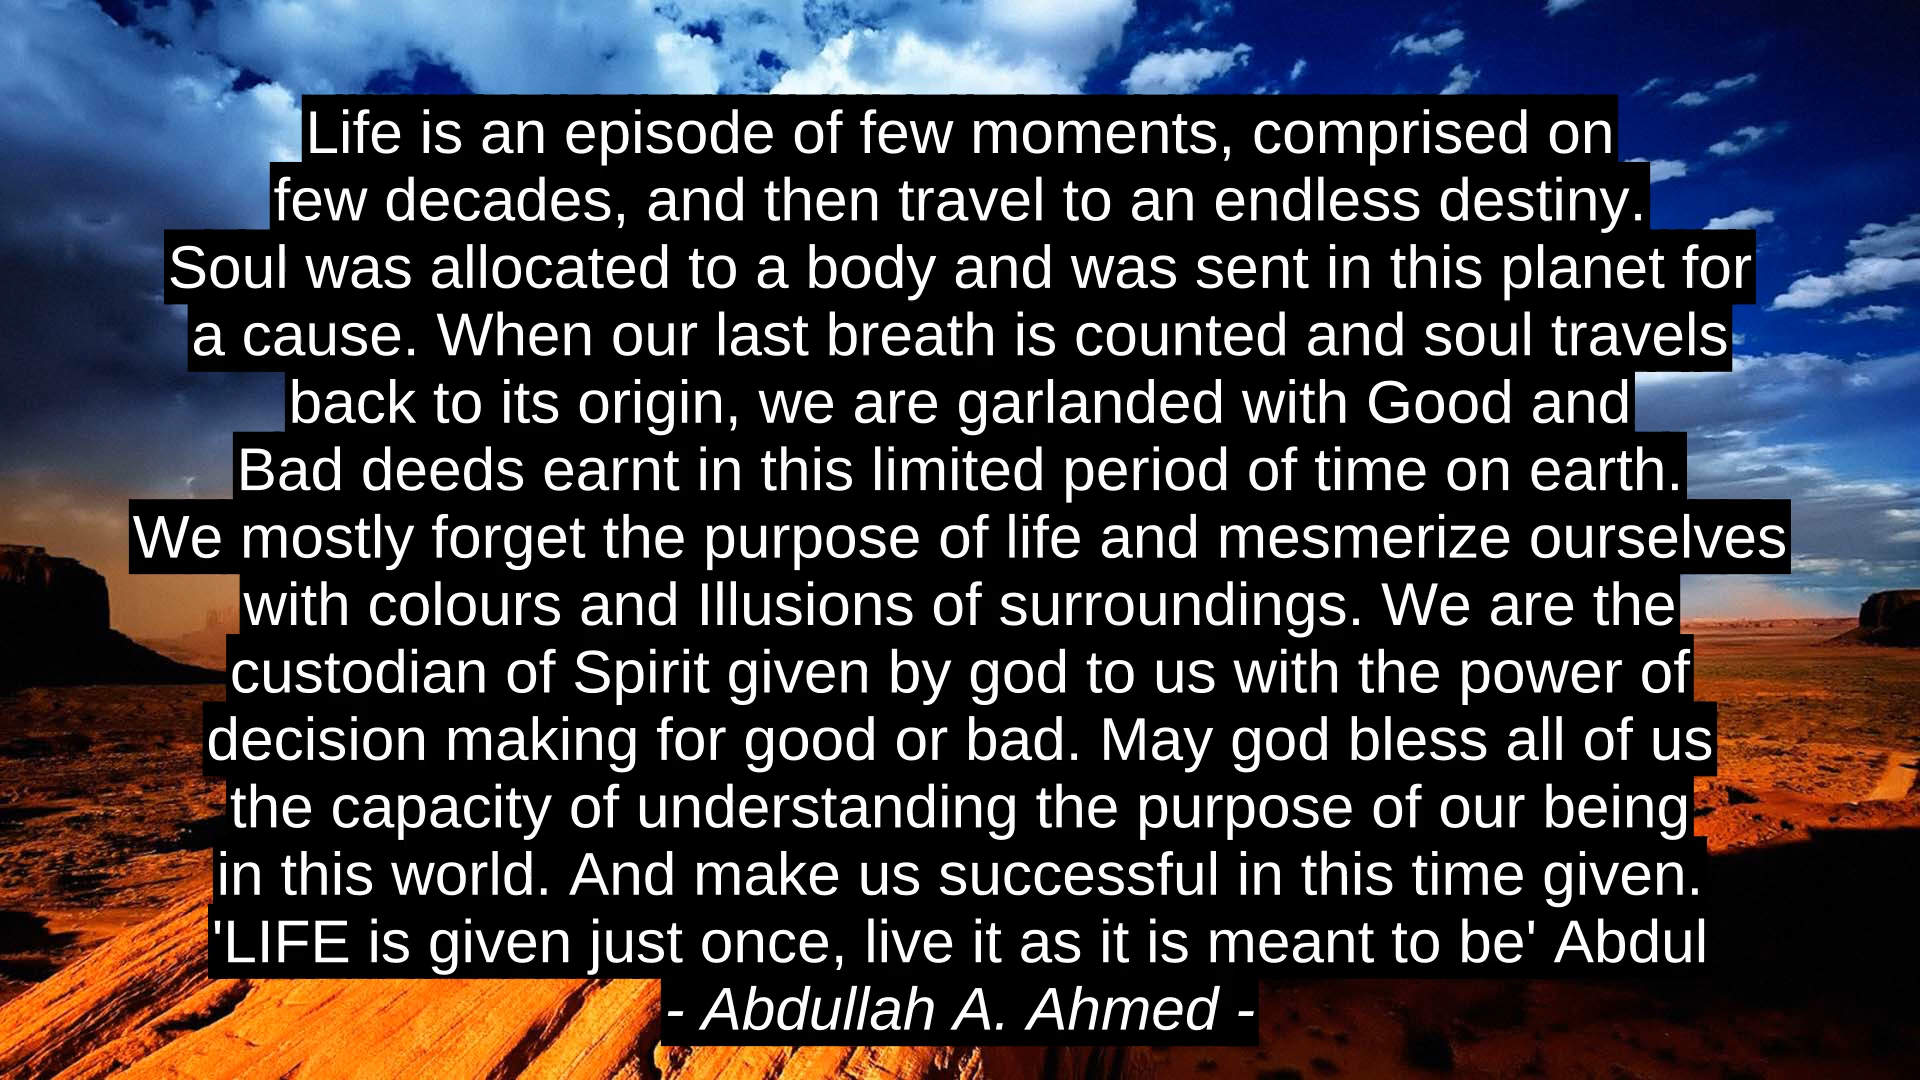 Life is an episode of few moments, comprised on
few decades, and then travel to an endless destiny.
Soul was allocated to a body and was sent in this planet for
a cause. When our last breath is counted and soul travels
back to its origin, we are garlanded with Good and
Bad deeds earnt in this limited period of time on earth.
We mostly forget the purpose of life and mesmerize ourselves
with colours and Illusions of surroundings. We are the
custodian of Spirit given by god to us with the power of
decision making for good or bad. May god bless all of us
the capacity of understanding the purpose of our being
in this world. And make us successful in this time given.
'LIFE is given just once, live it as it is meant to be' Abdul
- Abdullah A. Ahmed -